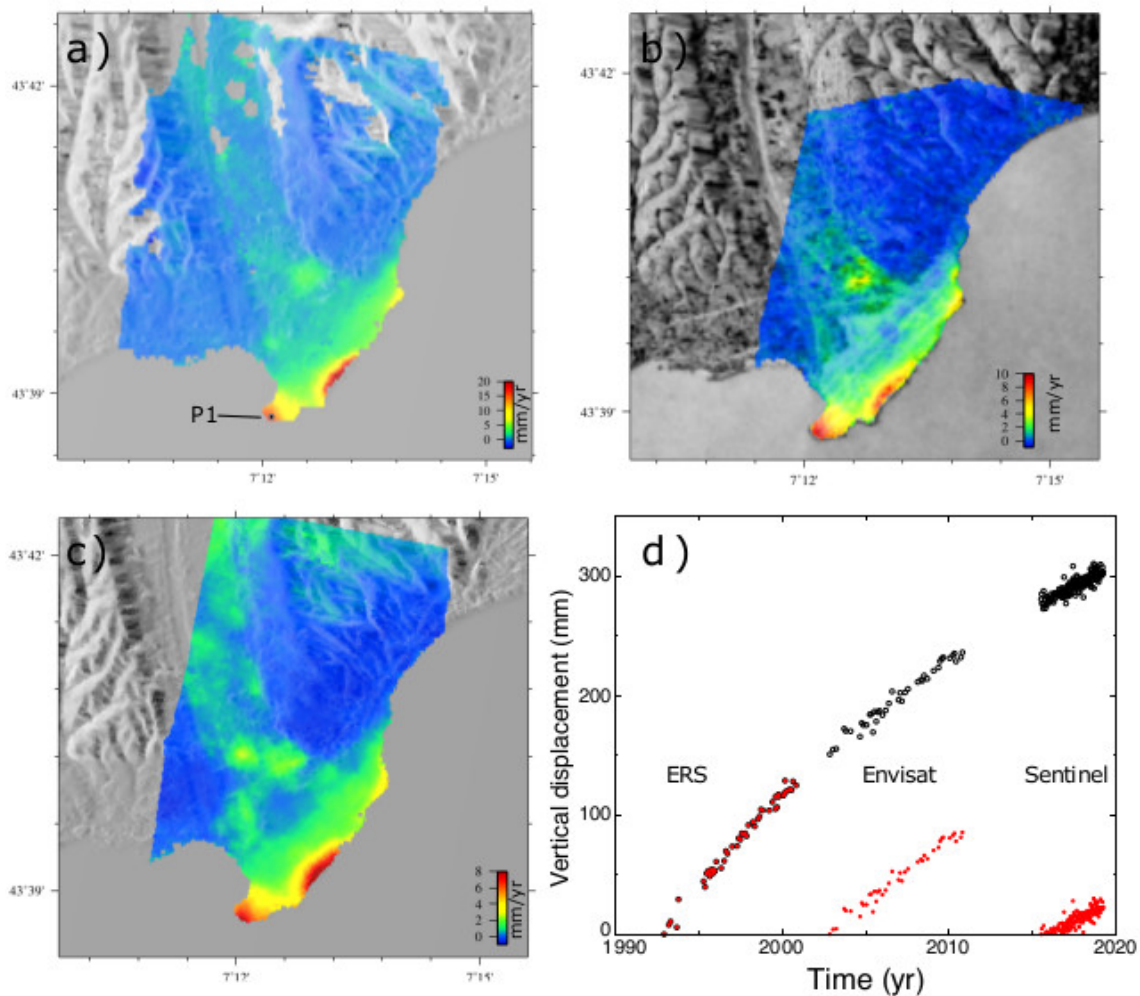 a)
43°42'
43°39'
P1
20
15
10
5
0
mm/yr
7°12'
7°15'
b)
43°42'
43°39'
10
8
6
4
2
0
mm/yr
7°12'
7°15'
c)
43°42'
43°39'
8
6
4
2
0
mm/yr
7°12'
7°15'
d)
Vertical displacement (mm)
300
200
100
0
ERS
Envisat
Sentinel
1990
2000
2010
2020
Time (yr)